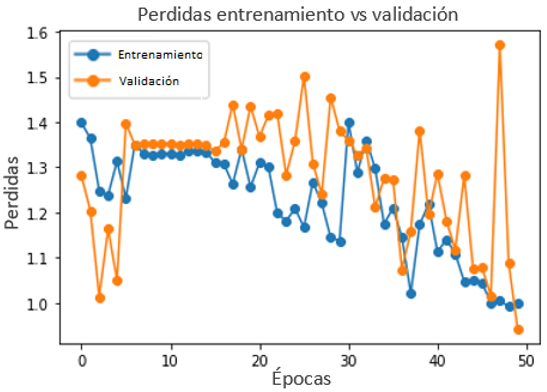 Perdidas entrenamiento vs validación
Entrenamiento
Validación
Perdidas
1.6
1.5
1.4
1.3
1.2
1.1
1.0
0
10
20
30
40
50
Épocas